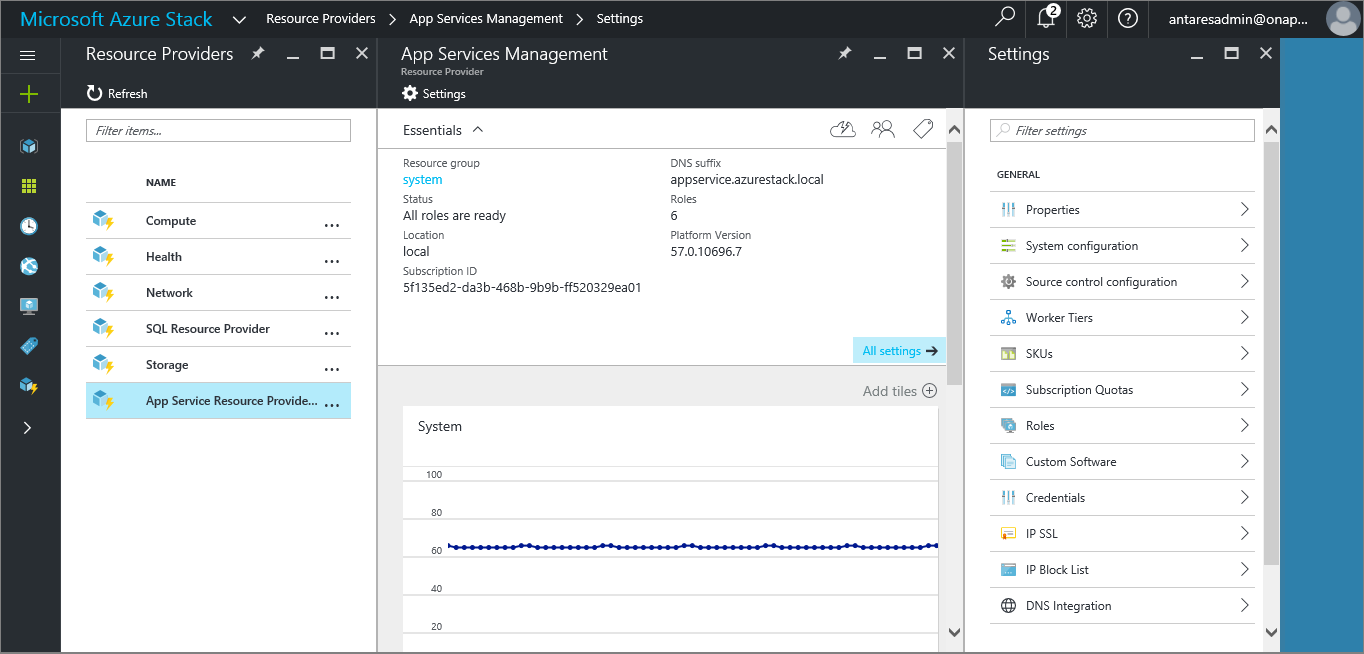 Microsoft Azure Stack
Resource Providers > App Services Management > Settings
2
antaresadmin@onap...
Resource Providers
Refresh
Filter items...
NAME
Compute ...
Health ...
Network ...
SQL Resource Provider ...
Storage ...
App Service Resource Provide... ...
App Services Management
Resource Provider
Settings
Essentials
Resource group
system
Status
All roles are ready
Location
local
Subscription ID
5f135ed2-da3b-468b-9b9b-ff520329ea01
DNS suffix
appservice.azurestack.local
Roles
6
Platform Version
57.0.10696.7
All settings →
Add tiles
System
100
80
60
40
20
Settings
Filter settings
GENERAL
Properties
System configuration
Source control configuration
Worker Tiers
SKUs
Subscription Quotas
Roles
Custom Software
Credentials
IP SSL
IP Block List
DNS Integration